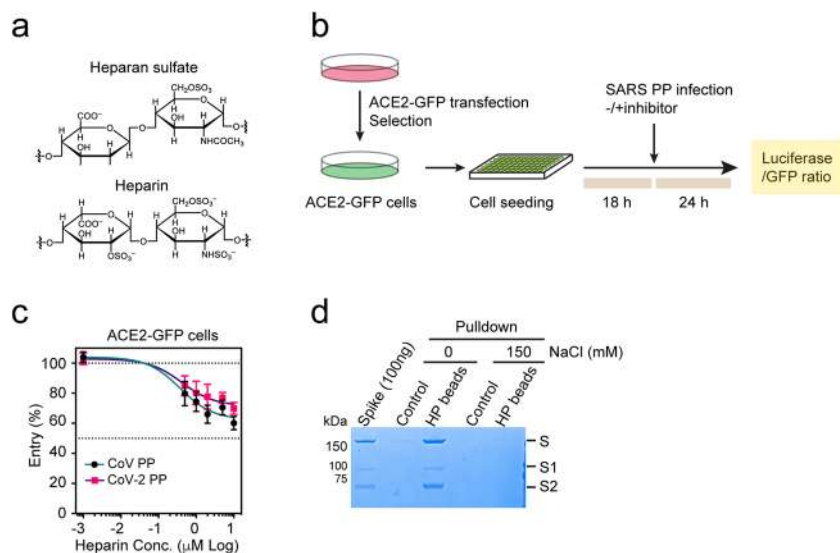 a
Heparan sulfate
CH₂OSO₃⁻
COO⁻
H
O
OH
NHCOCH₃
Heparin
CH₂OSO₃⁻
COO⁻
OH
OSO₃⁻
NHSO₃⁻
b
ACE2-GFP transfection
Selection
ACE2-GFP cells
Cell seeding
SARS PP infection
-/+inhibitor
18 h
24 h
Luciferase
/GFP ratio
c
ACE2-GFP cells
Entry (%)
100
80
60
40
20
0
CoV PP
CoV-2 PP
-3 -2 -1 0 1
Heparin Conc. (μM Log)
d
Pulldown
0 150 NaCl (mM)
Spike (100ng)
Control
HP beads
Control
HP beads
kDa
150
100
75
S
S1
S2